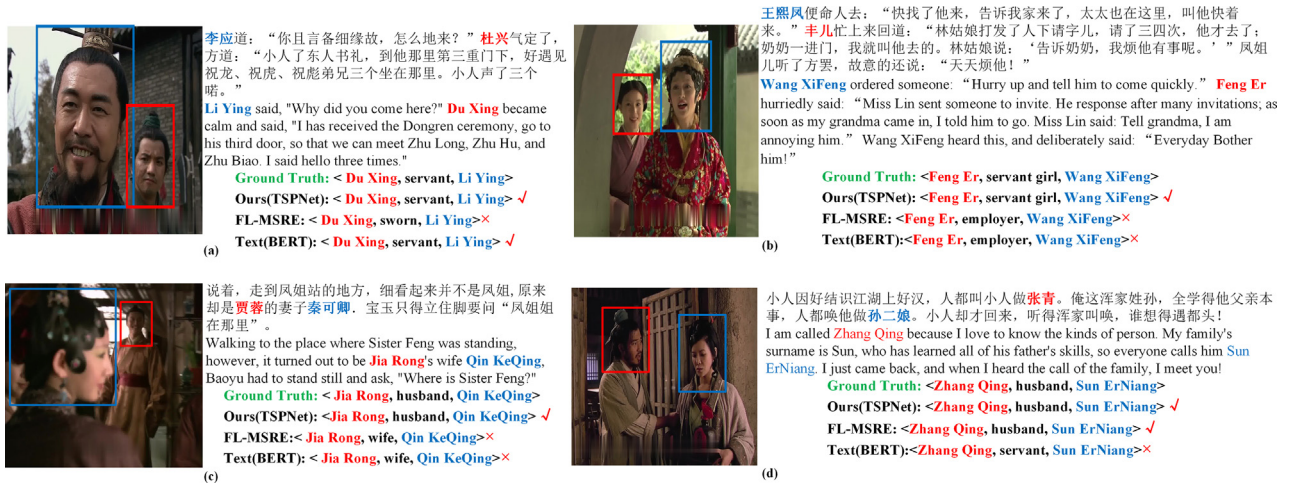 李应道：“你且言备细缘故，怎么地来？”杜兴气定了，
方道：“小人了东人书礼，到他那里第三重门下，好遇见
祝龙、祝虎、祝彪弟兄三个坐在那里。小人声了三个
喏。”
Li Ying said, "Why did you come here?" Du Xing became
calm and said, "I has received the Dongren ceremony, go to
his third door, so that we can meet Zhu Long, Zhu Hu, and
Zhu Biao. I said hello three times."
Ground Truth: < Du Xing, servant, Li Ying>
Ours(TSPNet): < Du Xing, servant, Li Ying> √
FL-MSRE: < Du Xing, sworn, Li Ying>×
Text(BERT): < Du Xing, servant, Li Ying> √
(a)
王熙凤便命人去：“快找了他来，告诉我家来了，太太也在这里，叫他快着
来。”丰儿忙上来回道：“林姑娘打发了人下请字儿，请了三四次，他才去了；
奶奶一进门，我就叫他去的。林姑娘说：‘告诉奶奶，我烦他有事呢。’”凤姐
儿听了方罢，故意的还说：“天天烦他！”
Wang XiFeng ordered someone: “Hurry up and tell him to come quickly.” Feng Er
hurriedly said: “Miss Lin sent someone to invite. He response after many invitations; as
soon as my grandma came in, I told him to go. Miss Lin said: Tell grandma, I am
annoying him.” Wang XiFeng heard this, and deliberately said: “Everyday Bother
him!”
Ground Truth: <Feng Er, servant girl, Wang XiFeng>
Ours(TSPNet): <Feng Er, servant girl, Wang XiFeng> √
FL-MSRE: <Feng Er, employer, Wang XiFeng>×
Text(BERT):<Feng Er, employer, Wang XiFeng>×
(b)
说着，走到凤姐站的地方，细看起来并不是凤姐, 原来
却是贾蓉的妻子秦可卿．宝玉只得立住脚要问“凤姐姐
在那里”。
Walking to the place where Sister Feng was standing,
however, it turned out to be Jia Rong's wife Qin KeQing,
Baoyu had to stand still and ask, "Where is Sister Feng?"
Ground Truth: < Jia Rong, husband, Qin KeQing>
Ours(TSPNet): <Jia Rong, husband, Qin KeQing> √
FL-MSRE:< Jia Rong, wife, Qin KeQing>×
Text(BERT): < Jia Rong, wife, Qin KeQing>×
(c)
小人因好结识江湖上好汉，人都叫小人做张青。俺这浑家姓孙，全学得他父亲本
事，人都唤他做孙二娘。小人却才回来，听得浑家叫唤，谁想得遇都头！
I am called Zhang Qing because I love to know the kinds of person. My family's
surname is Sun, who has learned all of his father's skills, so everyone calls him Sun
ErNiang. I just came back, and when I heard the call of the family, I meet you!
Ground Truth: <Zhang Qing, husband, Sun ErNiang>
Ours(TSPNet): <Zhang Qing, husband, Sun ErNiang> √
FL-MSRE: <Zhang Qing, husband, Sun ErNiang> √
Text(BERT):<Zhang Qing, servant, Sun ErNiang>×
(d)